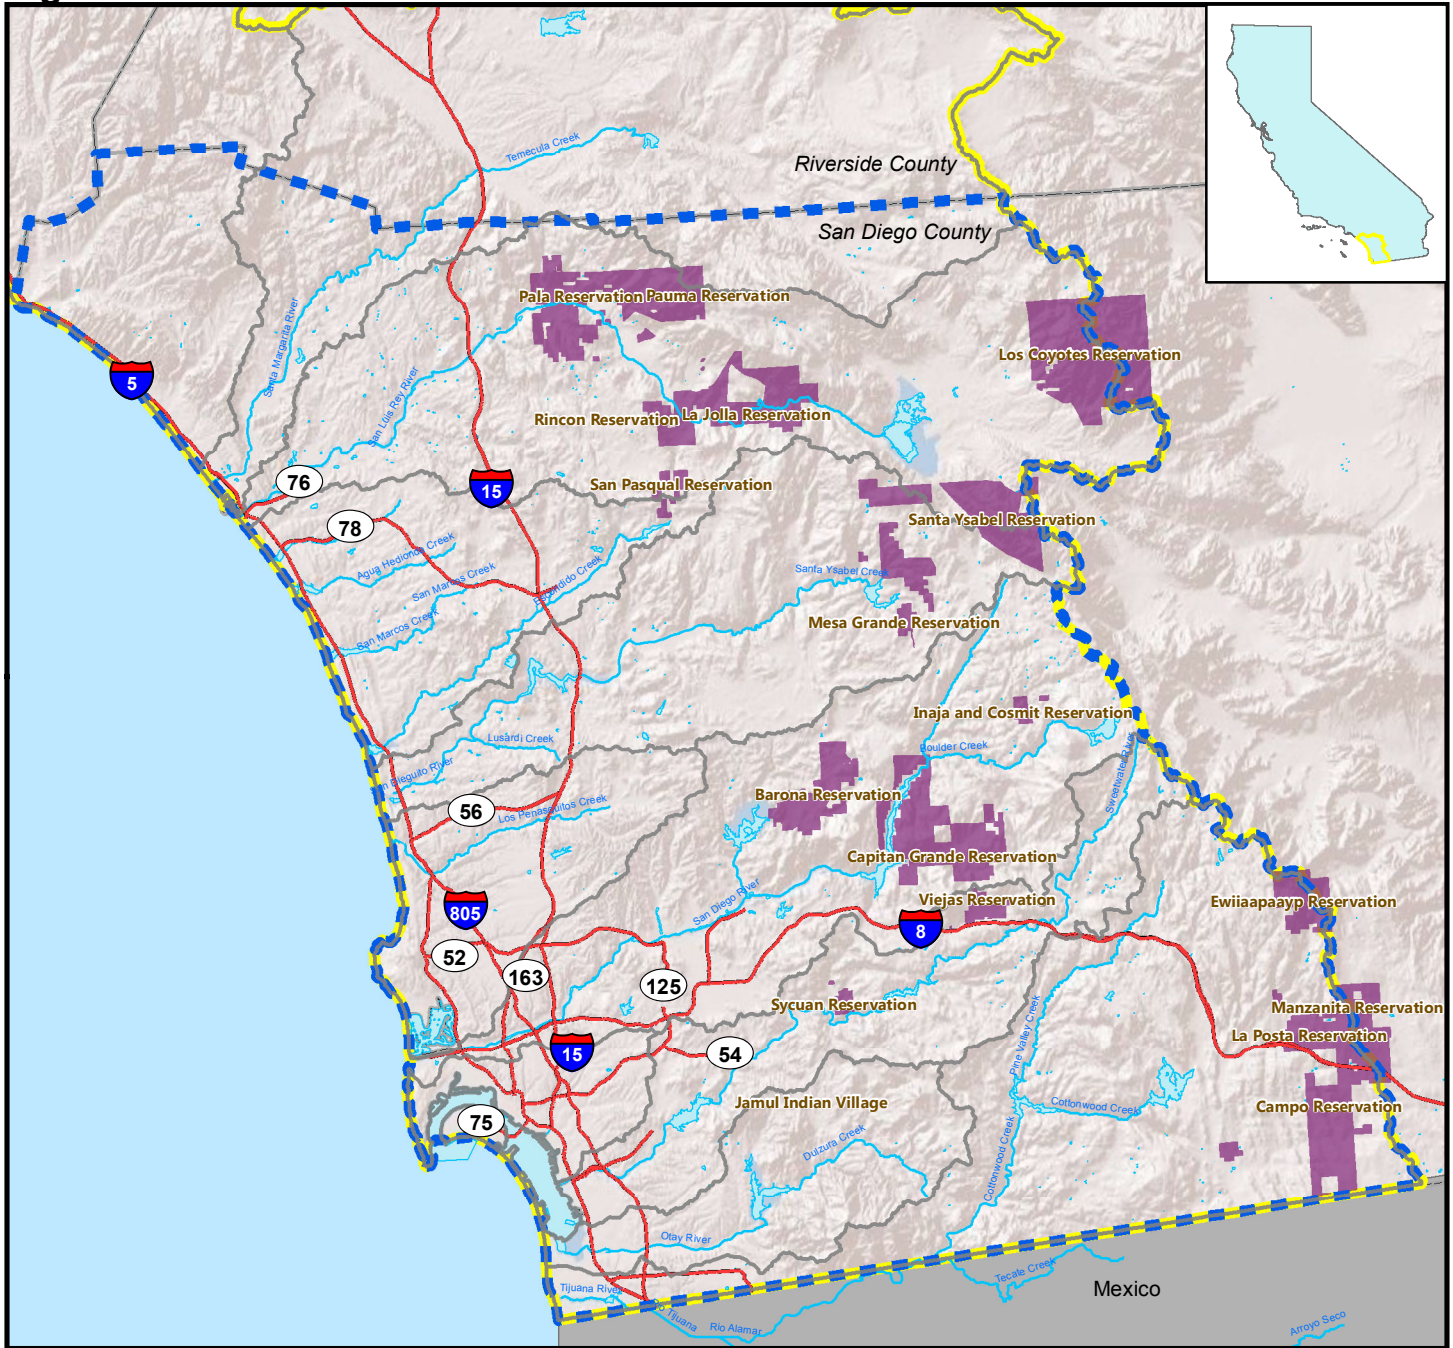 Temecula Creek
Riverside County
San Diego County
Santa Margarita River
Pala Reservation
Pauma Reservation
Los Coyotes Reservation
5
San Luis Rey River
Rincon Reservation
La Jolla Reservation
76
15
San Pasqual Reservation
78
Santa Ysabel Reservation
Agua Hedionda Creek
San Marcos Creek
Escondido Creek
Santa Ysabel Creek
San Marcos Creek
Mesa Grande Reservation
Inaja and Cosmit Reservation
Lusardi Creek
Boulder Creek
Sweetwater River
Dieguito River
Barona Reservation
56
Los Penasquitos Creek
Capitan Grande Reservation
San Diego River
Viejas Reservation
Ewiiaapaayp Reservation
805
8
52
163
125
Sycuan Reservation
Manzanita Reservation
La Posta Reservation
Pine Valley Creek
15
54
Jamul Indian Village
Cottonwood Creek
Campo Reservation
75
Dulzura Creek
Cottonwood Creek
Otay River
Tecate Creek
Tijuana River
Mexico
Rio Tijuana
Rio Alamar
Arroyo Seco